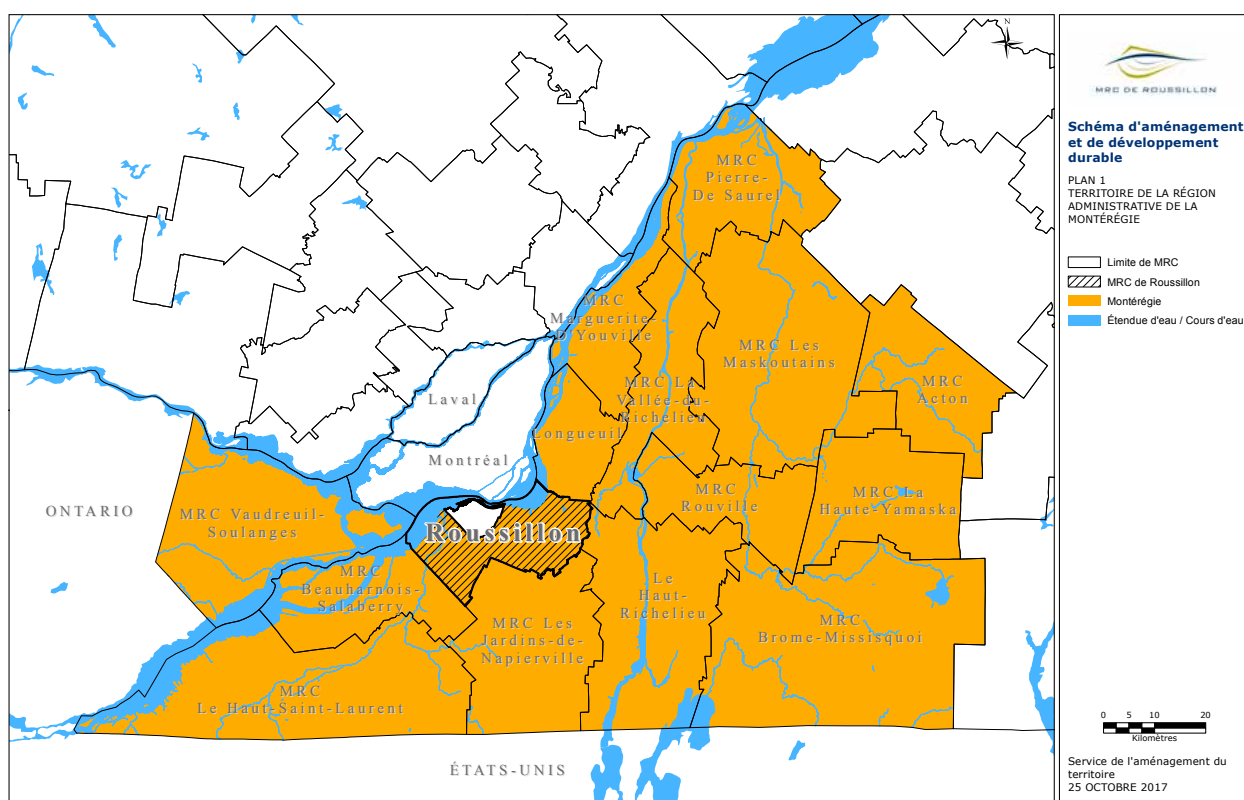 N
MRC
Pierre-
De Saurel
MRC
Marguerite-
D'Youville
MRC Les
Maskoutains
MRC La
Vallée-du-
Richelieu
MRC
Acton
Laval
Longueuil
Montréal
ONTARIO
MRC Vaudreuil-
Soulanges
Roussillon
MRC
Rouville
MRC La
Haute-Yamaska
MRC
Beauharnois-
Salaberry
Le
Haut-
Richelieu
MRC Les
Jardins-de-
Napierville
MRC
Brome-Missisquoi
MRC
Le Haut-Saint-Laurent
ÉTATS-UNIS
MRC DE ROUSSILLON
Schéma d'aménagement
et de développement
durable
PLAN 1
TERRITOIRE DE LA RÉGION
ADMINISTRATIVE DE LA
MONTÉRÉGIE
Limite de MRC
MRC de Roussillon
Montérégie
Étendue d'eau / Cours d'eau
0 5 10 20
Kilomètres
Service de l'aménagement du
territoire
25 OCTOBRE 2017